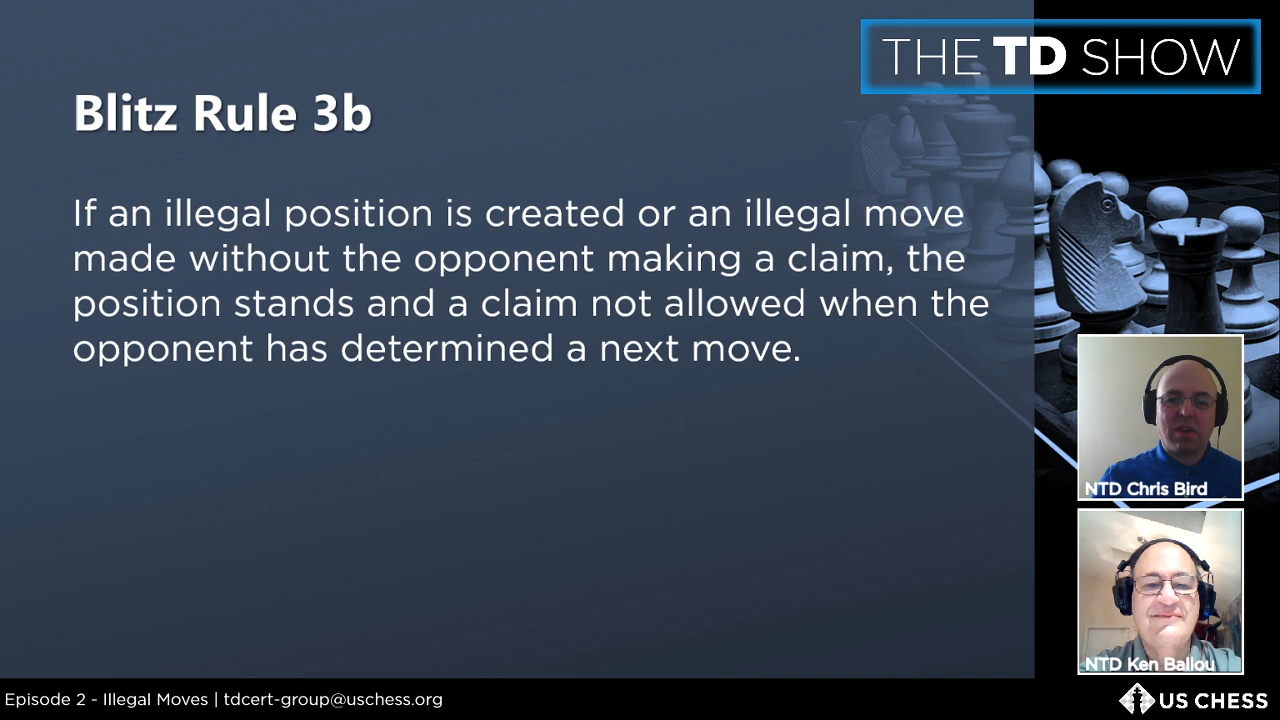 THE TD SHOW
Blitz Rule 3b
If an illegal position is created or an illegal move
made without the opponent making a claim, the
position stands and a claim not allowed when the
opponent has determined a next move.
NTD Chris Bird
NTD Ken Ballou
Episode 2 - Illegal Moves | tdcert-group@uschess.org
US CHESS